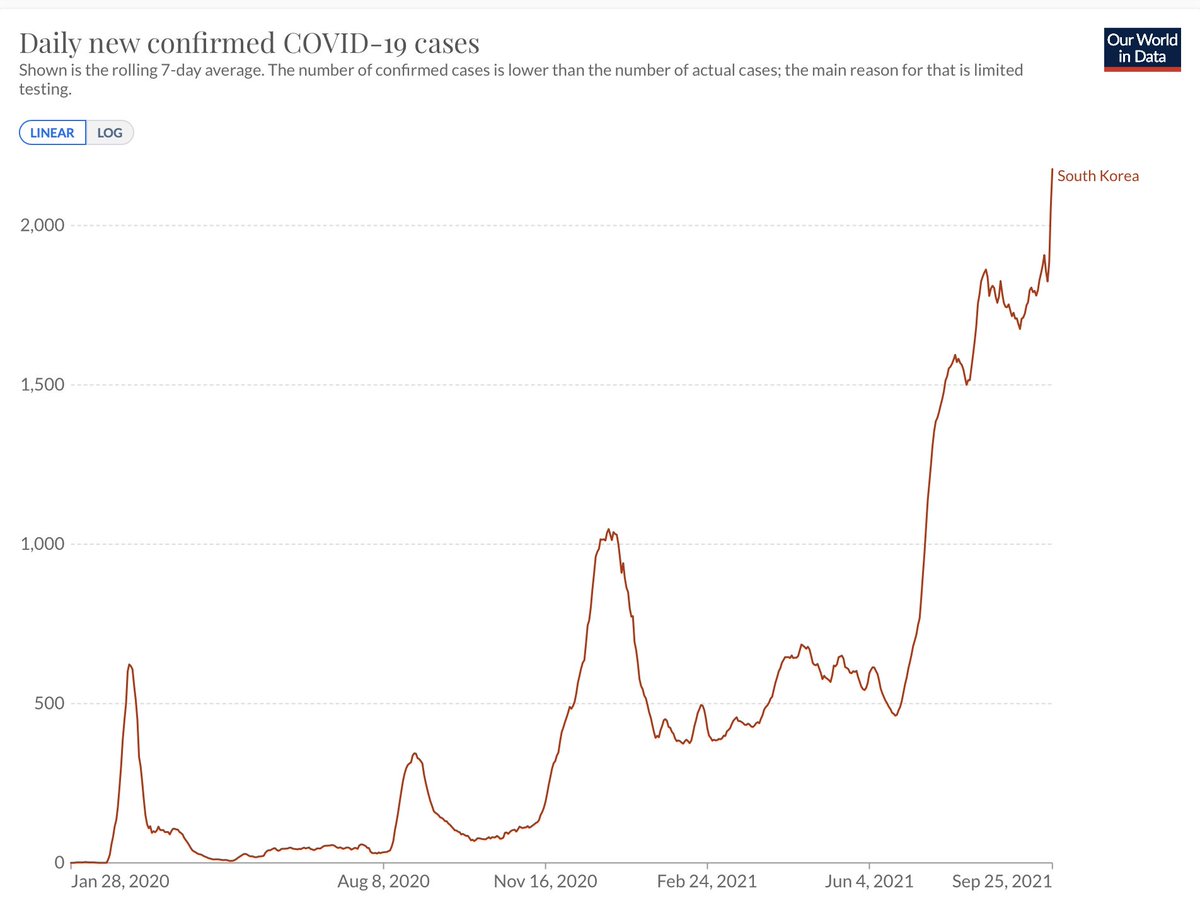 Daily new confirmed COVID-19 cases
Shown is the rolling 7-day average. The number of confirmed cases is lower than the number of actual cases; the main reason for that is limited
testing.
Our World
in Data
LINEAR
LOG
South Korea
2,000
1,500
1,000
500
0
Jan 28, 2020
Aug 8, 2020
Nov 16, 2020
Feb 24, 2021
Jun 4, 2021
Sep 25, 2021